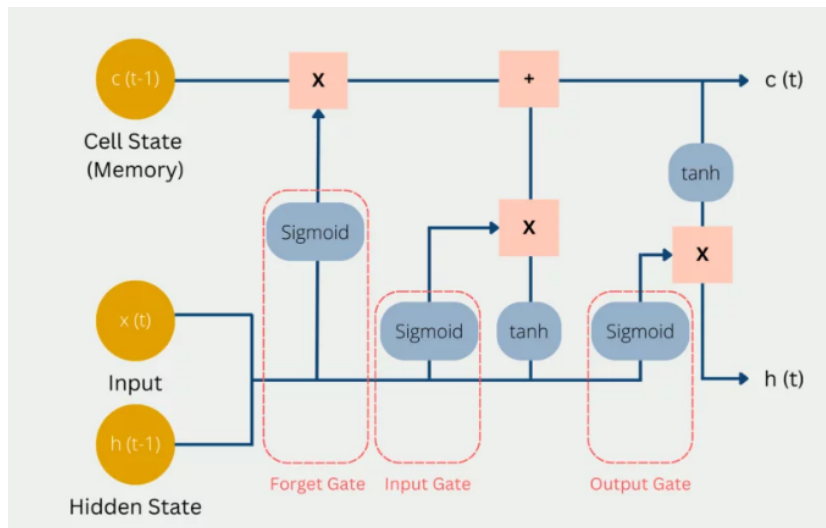 c (t-1)
X
+
c (t)
Cell State
(Memory)
tanh
Sigmoid
X
X
x (t)
Sigmoid
tanh
Sigmoid
Input
h (t)
h (t-1)
Forget Gate
Input Gate
Output Gate
Hidden State